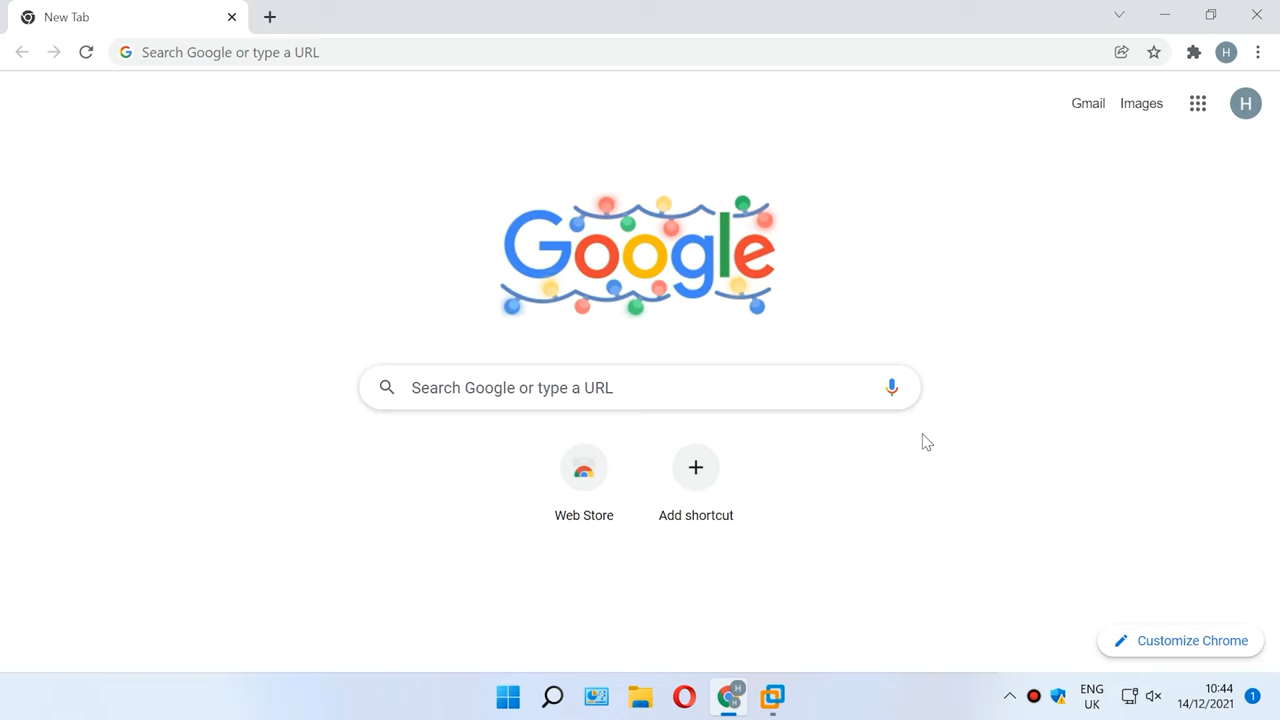 New Tab
Search Google or type a URL
H
Gmail Images H
Google
Search Google or type a URL
Web Store Add shortcut
Customize Chrome
H
H
ENG
UK
10:44
14/12/2021
1